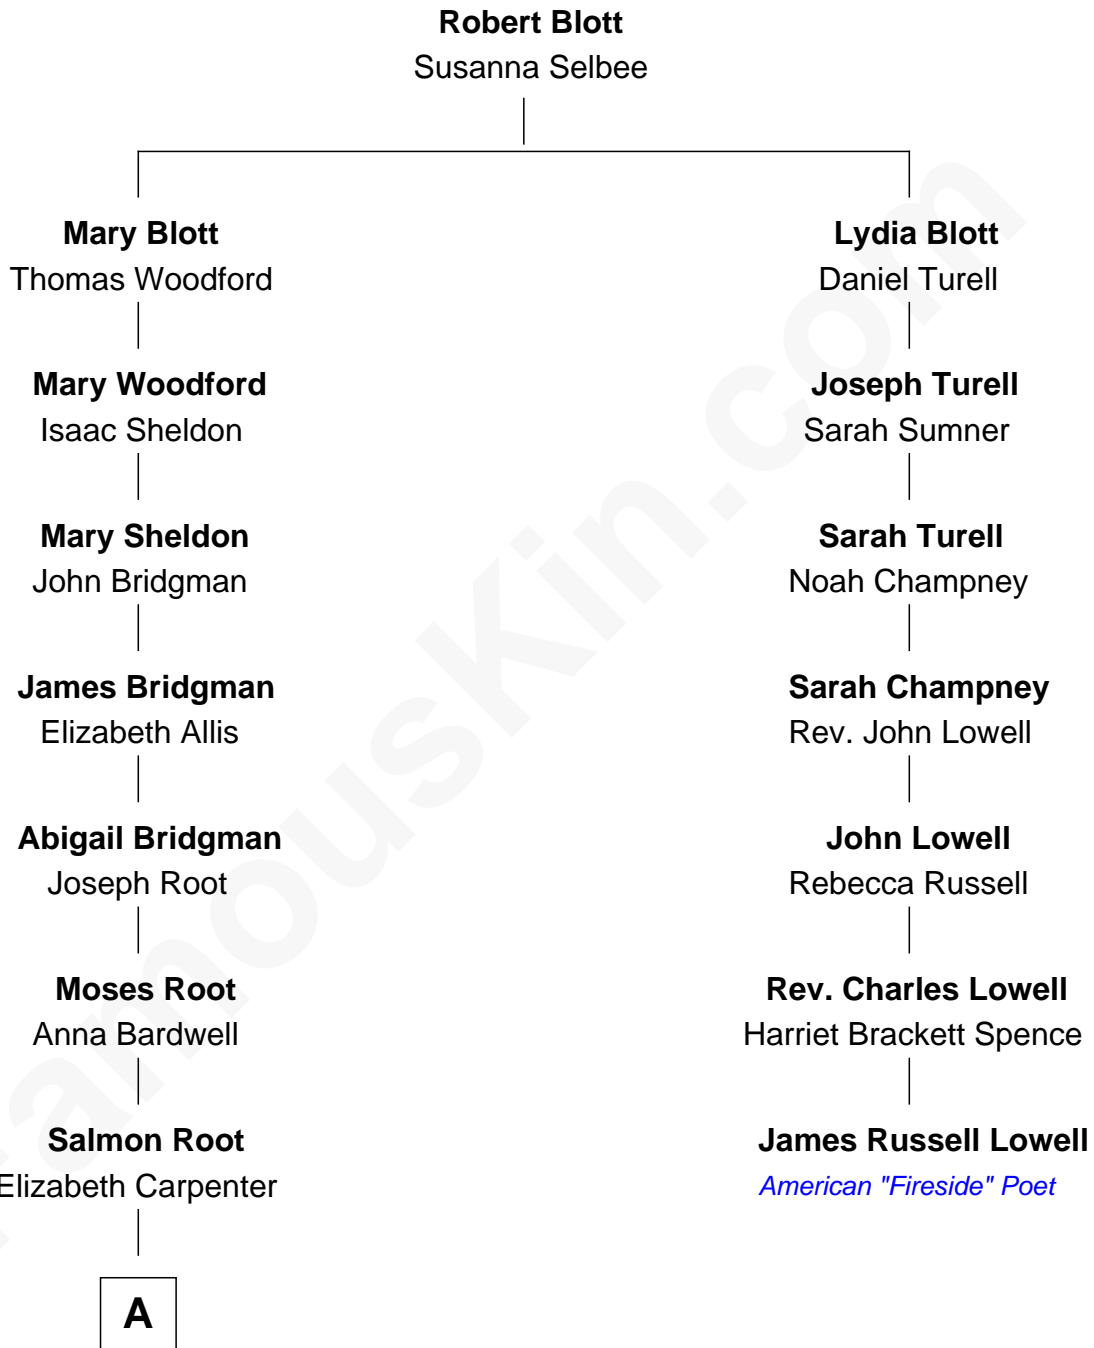 Robert Blott
Susanna Selbee
Mary Blott
Thomas Woodford
Mary Woodford
Isaac Sheldon
Mary Sheldon
John Bridgman
James Bridgman
Elizabeth Allis
Abigail Bridgman
Joseph Root
Moses Root
Anna Bardwell
Salmon Root
Elizabeth Carpenter
A
Lydia Blott
Daniel Turell
Joseph Turell
Sarah Sumner
Sarah Turell
Noah Champney
Sarah Champney
Rev. John Lowell
John Lowell
Rebecca Russell
Rev. Charles Lowell
Harriet Brackett Spence
James Russell Lowell
American "Fireside" Poet
FamousKin.com